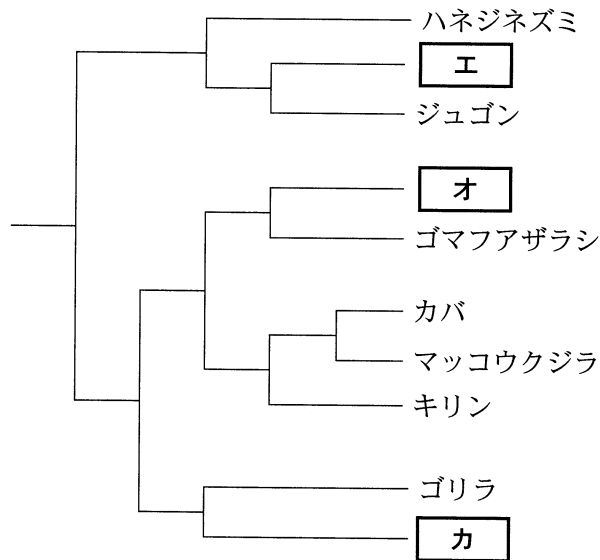 ハネジネズミ
エ
ジュゴン
オ
ゴマフアザラシ
カバ
マッコウクジラ
キリン
ゴリラ
カ